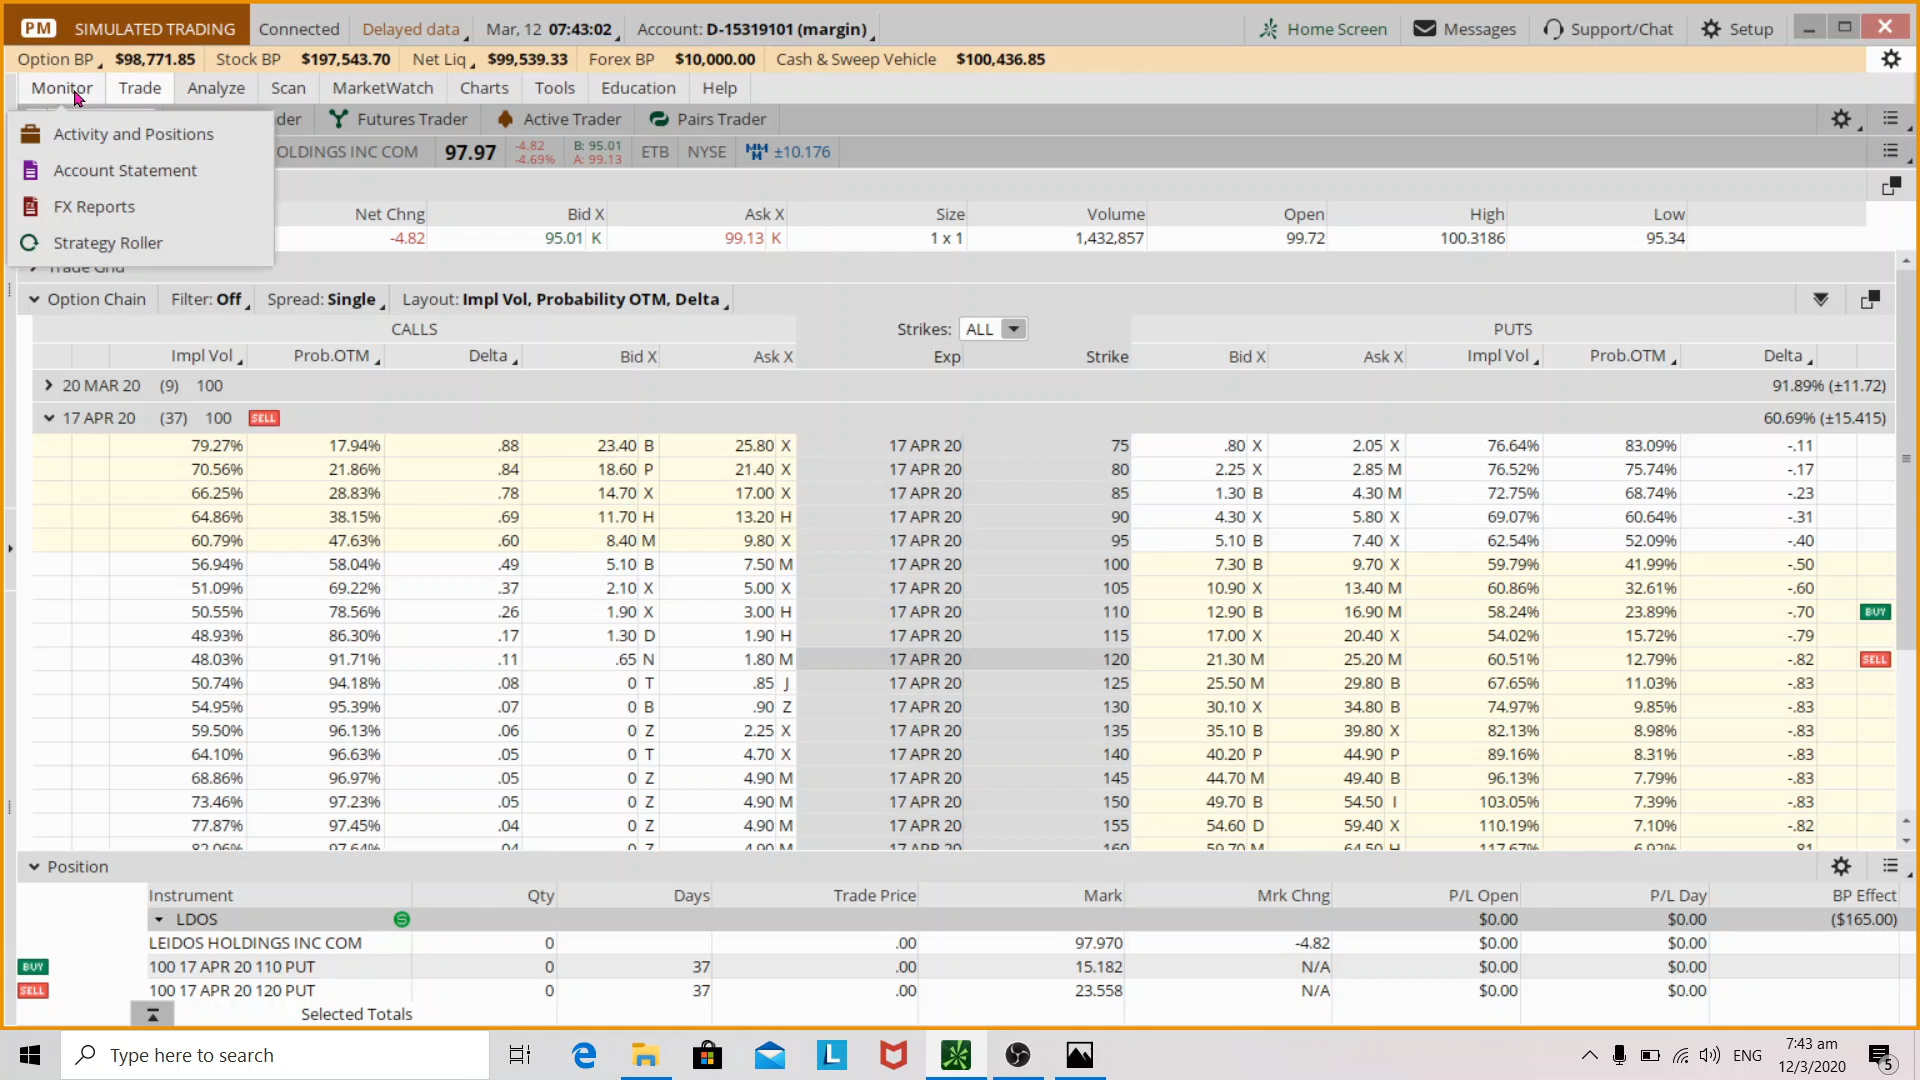 PM SIMULATED TRADING Connected Delayed data Mar, 12 07:43:02 Account: D-15319101 (margin) Home Screen Messages Support/Chat Setup
Option BP $98,771.85 Stock BP $197,543.70 Net Liq $99,539.33 Forex BP $10,000.00 Cash & Sweep Vehicle $100,436.85
Monitor Trade Analyze Scan MarketWatch Charts Tools Education Help
Activity and Positions
Account Statement
FX Reports
Strategy Roller
Futures Trader Active Trader Pairs Trader
OLDINGS INC COM 97.97 -4.82 -4.69% B: 95.01 A: 99.13 ETB NYSE ±10.176
Net Chng Bid X Ask X Size Volume Open High Low
-4.82 95.01 K 99.13 K 1 x 1 1,432,857 99.72 100.3186 95.34
Trade Grid
Option Chain Filter: Off Spread: Single Layout: Impl Vol, Probability OTM, Delta
CALLS Strikes: ALL PUTS
Impl Vol Prob.OTM Delta Bid X Ask X Exp Strike Bid X Ask X Impl Vol Prob.OTM Delta
20 MAR 20 (9) 100 91.89% (±11.72)
17 APR 20 (37) 100 SELL 60.69% (±15.415)
79.27% 17.94% .88 23.40 B 25.80 X 17 APR 20 75 .80 X 2.05 X 76.64% 83.09% -.11
70.56% 21.86% .84 18.60 P 21.40 X 17 APR 20 80 2.25 X 2.85 M 76.52% 75.74% -.17
66.25% 28.83% .78 14.70 X 17.00 X 17 APR 20 85 1.30 B 4.30 M 72.75% 68.74% -.23
64.86% 38.15% .69 11.70 H 13.20 H 17 APR 20 90 4.30 X 5.80 X 69.07% 60.64% -.31
60.79% 47.63% .60 8.40 M 9.80 X 17 APR 20 95 5.10 B 7.40 X 62.54% 52.09% -.40
56.94% 58.04% .49 5.10 B 7.50 M 17 APR 20 100 7.30 B 9.70 X 59.79% 41.99% -.50
51.09% 69.22% .37 2.10 X 5.00 X 17 APR 20 105 10.90 X 13.40 M 60.86% 32.61% -.60
50.55% 78.56% .26 1.90 X 3.00 H 17 APR 20 110 12.90 B 16.90 M 58.24% 23.89% -.70 BUY
48.93% 86.30% .17 1.30 D 1.90 H 17 APR 20 115 17.00 X 20.40 X 54.02% 15.72% -.79
48.03% 91.71% .11 .65 N 1.80 M 17 APR 20 120 21.30 M 25.20 M 60.51% 12.79% -.82 SELL
50.74% 94.18% .08 0 T .85 J 17 APR 20 125 25.50 M 29.80 B 67.65% 11.03% -.83
54.95% 95.39% .07 0 B .90 Z 17 APR 20 130 30.10 X 34.80 B 74.97% 9.85% -.83
59.50% 96.13% .06 0 Z 2.25 X 17 APR 20 135 35.10 B 39.80 X 82.13% 8.98% -.83
64.10% 96.63% .05 0 T 4.70 X 17 APR 20 140 40.20 P 44.90 P 89.16% 8.31% -.83
68.86% 96.97% .05 0 Z 4.90 M 17 APR 20 145 44.70 M 49.40 B 96.13% 7.79% -.83
73.46% 97.23% .05 0 Z 4.90 M 17 APR 20 150 49.70 B 54.50 I 103.05% 7.39% -.83
77.87% 97.45% .04 0 Z 4.90 M 17 APR 20 155 54.60 D 59.40 X 110.19% 7.10% -.82
82.06% 97.64% .04 0 Z 4.90 M 17 APR 20 160 59.70 M 64.50 H 117.67% 6.92% -.81
Position
Instrument Qty Days Trade Price Mark Mrk Chng P/L Open P/L Day BP Effect
LDOS S $0.00 $0.00 ($165.00)
LEIDOS HOLDINGS INC COM 0 .00 97.970 -4.82 $0.00 $0.00
BUY 100 17 APR 20 110 PUT 0 37 .00 15.182 N/A $0.00 $0.00
SELL 100 17 APR 20 120 PUT 0 37 .00 23.558 N/A $0.00 $0.00
Selected Totals
Type here to search L ENG 7:43 am
12/3/2020 5